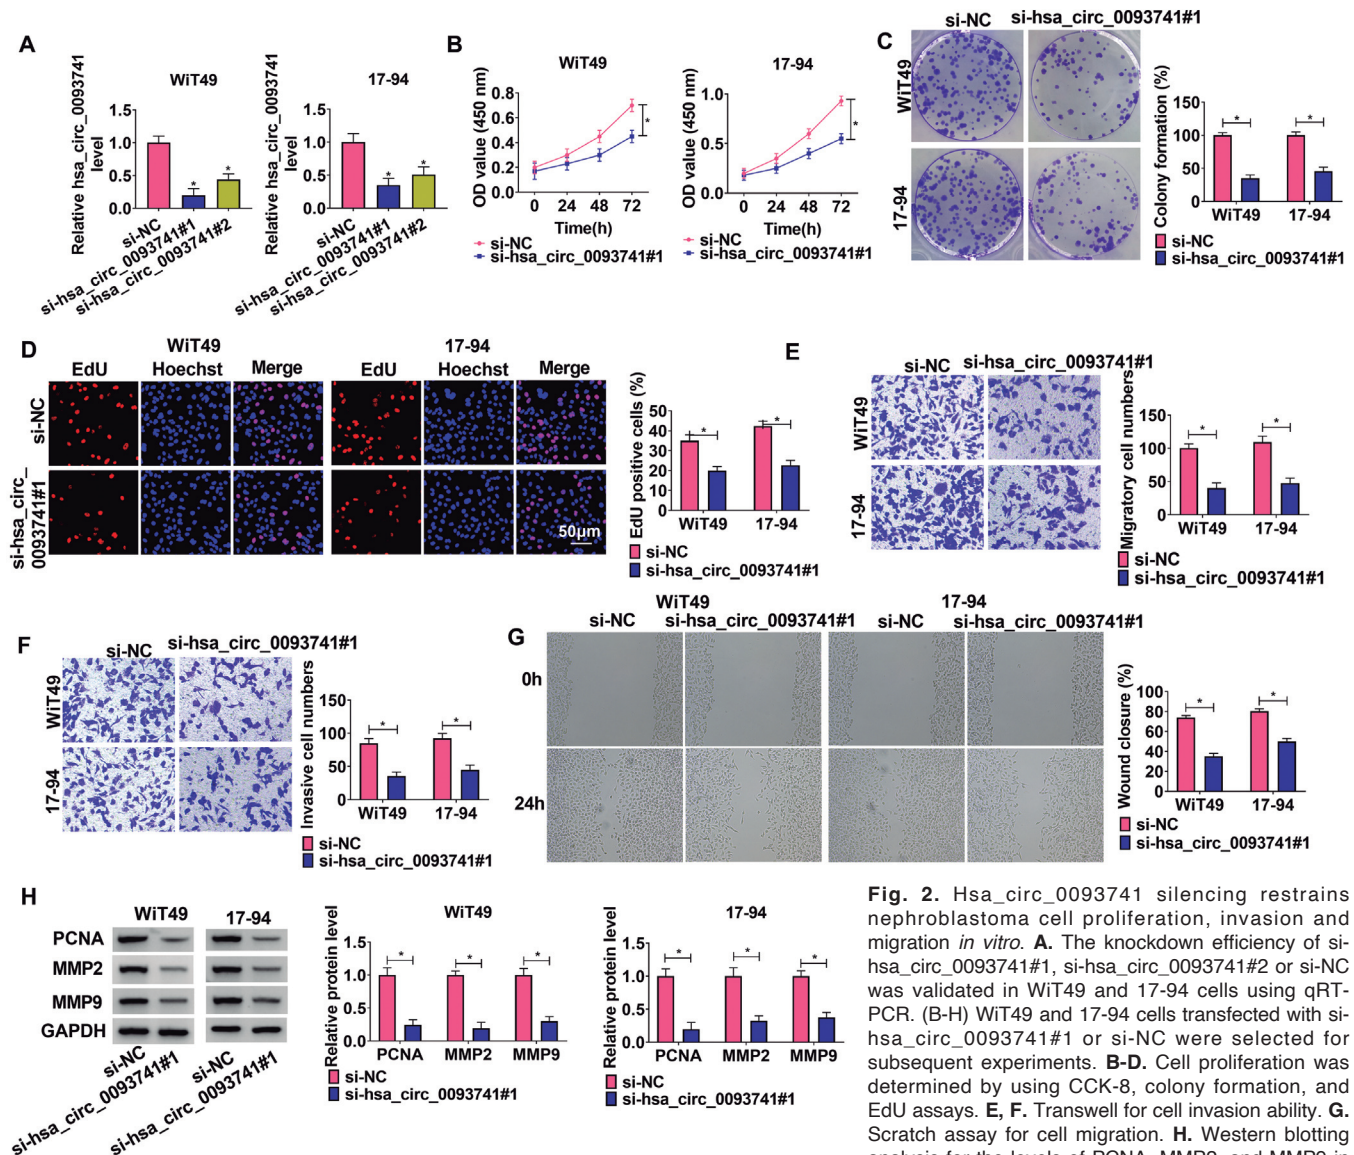 A
WiT49
Relative hsa_circ_0093741
level
1.5
1.0
0.5
0.0
*
*
si-NC
si-hsa_circ_0093741#1
si-hsa_circ_0093741#2
17-94
Relative hsa_circ_0093741
level
1.5
1.0
0.5
0.0
*
*
si-NC
si-hsa_circ_0093741#1
si-hsa_circ_0093741#2
B
WiT49
OD value (450 nm)
0.8
0.6
0.4
0.2
0.0
*
0 24 48 72
Time(h)
si-NC
si-hsa_circ_0093741#1
17-94
OD value (450 nm)
1.0
0.5
0.0
*
0 24 48 72
Time(h)
si-NC
si-hsa_circ_0093741#1
C
si-NC si-hsa_circ_0093741#1
WiT49
17-94
Colony formation (%)
150
100
50
0
* *
WiT49 17-94
si-NC
si-hsa_circ_0093741#1
D
WiT49 17-94
EdU Hoechst Merge EdU Hoechst Merge
si-NC
si-hsa_circ_
0093741#1
50μm
EdU positive cells (%)
50
40
30
20
10
0
* *
WiT49 17-94
si-NC
si-hsa_circ_0093741#1
E
si-NC si-hsa_circ_0093741#1
WiT49
17-94
Migratory cell numbers
150
100
50
0
* *
WiT49 17-94
si-NC
si-hsa_circ_0093741#1
F
si-NC si-hsa_circ_0093741#1
WiT49
17-94
Invasive cell numbers
150
100
50
0
* *
WiT49 17-94
si-NC
si-hsa_circ_0093741#1
G
WiT49 17-94
si-NC si-hsa_circ_0093741#1 si-NC si-hsa_circ_0093741#1
0h
24h
Wound closure (%)
100
80
60
40
20
0
* *
WiT49 17-94
si-NC
si-hsa_circ_0093741#1
H
WiT49 17-94
PCNA
MMP2
MMP9
GAPDH
si-NC
si-hsa_circ_0093741#1
si-NC
si-hsa_circ_0093741#1
WiT49
Relative protein level
1.5
1.0
0.5
0.0
* * *
PCNA MMP2 MMP9
si-NC
si-hsa_circ_0093741#1
17-94
Relative protein level
1.5
1.0
0.5
0.0
* * *
PCNA MMP2 MMP9
si-NC
si-hsa_circ_0093741#1
Fig. 2. Hsa_circ_0093741 silencing restrains
nephroblastoma cell proliferation, invasion and
migration in vitro. A. The knockdown efficiency of si-
hsa_circ_0093741#1, si-hsa_circ_0093741#2 or si-NC
was validated in WiT49 and 17-94 cells using qRT-
PCR. (B-H) WiT49 and 17-94 cells transfected with si-
hsa_circ_0093741#1 or si-NC were selected for
subsequent experiments. B-D. Cell proliferation was
determined by using CCK-8, colony formation, and
EdU assays. E, F. Transwell for cell invasion ability. G.
Scratch assay for cell migration. H. Western blotting
analysis for the levels of PCNA, MMP2, and MMP9 in